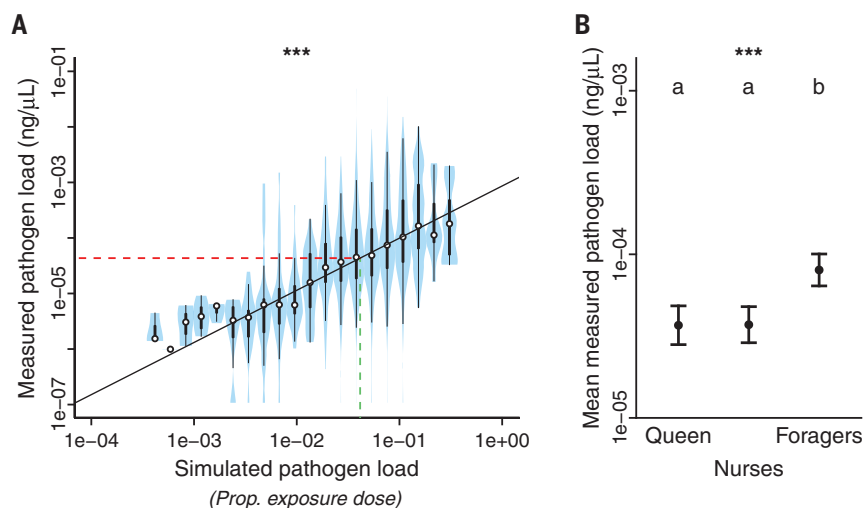 A
***
Measured pathogen load (ng/μL)
1e−01
1e−03
1e−05
1e−07
1e−04
1e−03
1e−02
1e−01
1e+00
Simulated pathogen load
(Prop. exposure dose)
B
***
a
a
b
Mean measured pathogen load (ng/μL)
1e−03
1e−04
1e−05
Queen
Foragers
Nurses